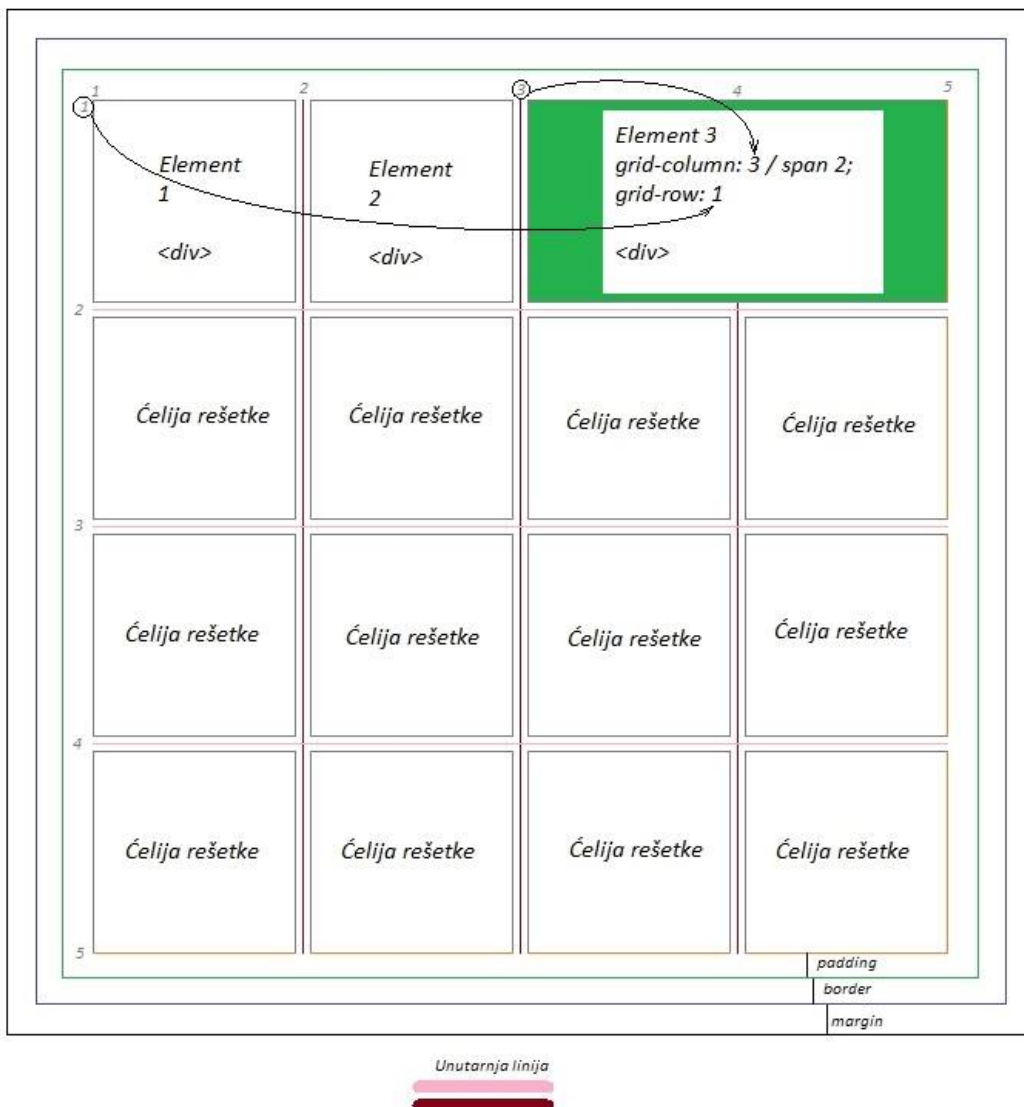 1 2 3 4 5
1
Element
1
<div>
Element
2
<div>
Element 3
grid-column: 3 / span 2;
grid-row: 1
<div>
2
Ćelija rešetke
Ćelija rešetke
Ćelija rešetke
Ćelija rešetke
3
Ćelija rešetke
Ćelija rešetke
Ćelija rešetke
Ćelija rešetke
4
Ćelija rešetke
Ćelija rešetke
Ćelija rešetke
Ćelija rešetke
5
padding
border
margin
Unutarnja linija